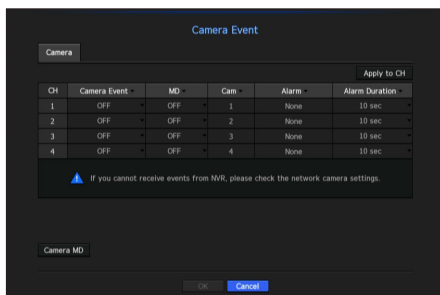 Camera Event
Camera
Apply to CH
CH Camera Event MD Cam Alarm Alarm Duration
1 OFF OFF 1 None 10 sec
2 OFF OFF 2 None 10 sec
3 OFF OFF 3 None 10 sec
4 OFF OFF 4 None 10 sec
If you cannot receive events from NVR, please check the network camera settings.
Camera MD
OK Cancel